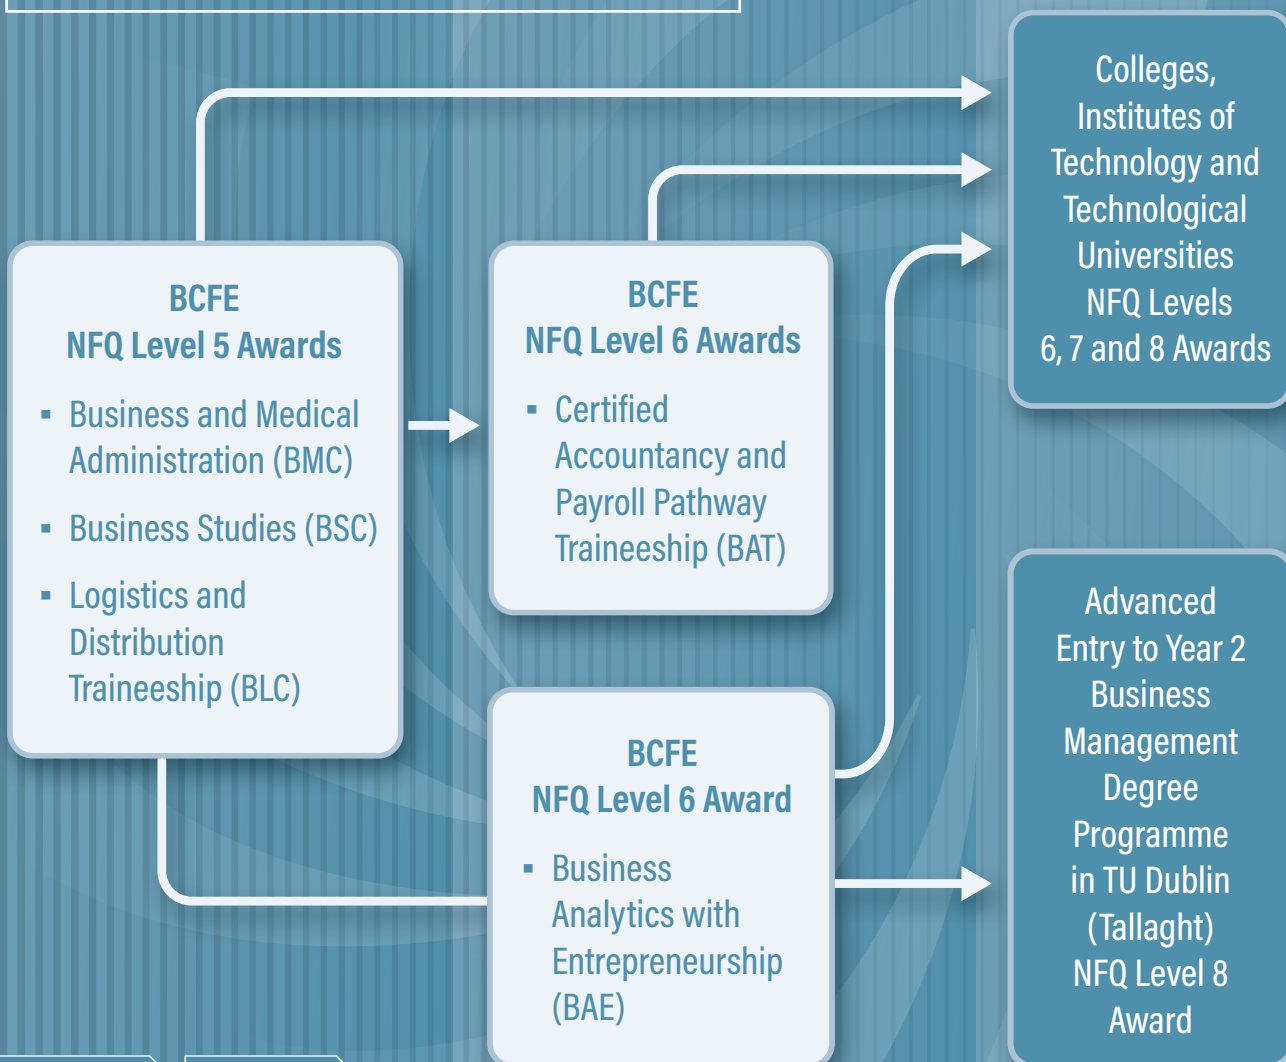 BCFE
NFQ Level 5 Awards
▪ Business and Medical
Administration (BMC)
▪ Business Studies (BSC)
▪ Logistics and
Distribution
Traineeship (BLC)
BCFE
NFQ Level 6 Awards
▪ Certified
Accountancy and
Payroll Pathway
Traineeship (BAT)
BCFE
NFQ Level 6 Award
▪ Business
Analytics with
Entrepreneurship
(BAE)
Colleges,
Institutes of
Technology and
Technological
Universities
NFQ Levels
6, 7 and 8 Awards
Advanced
Entry to Year 2
Business
Management
Degree
Programme
in TU Dublin
(Tallaght)
NFQ Level 8
Award